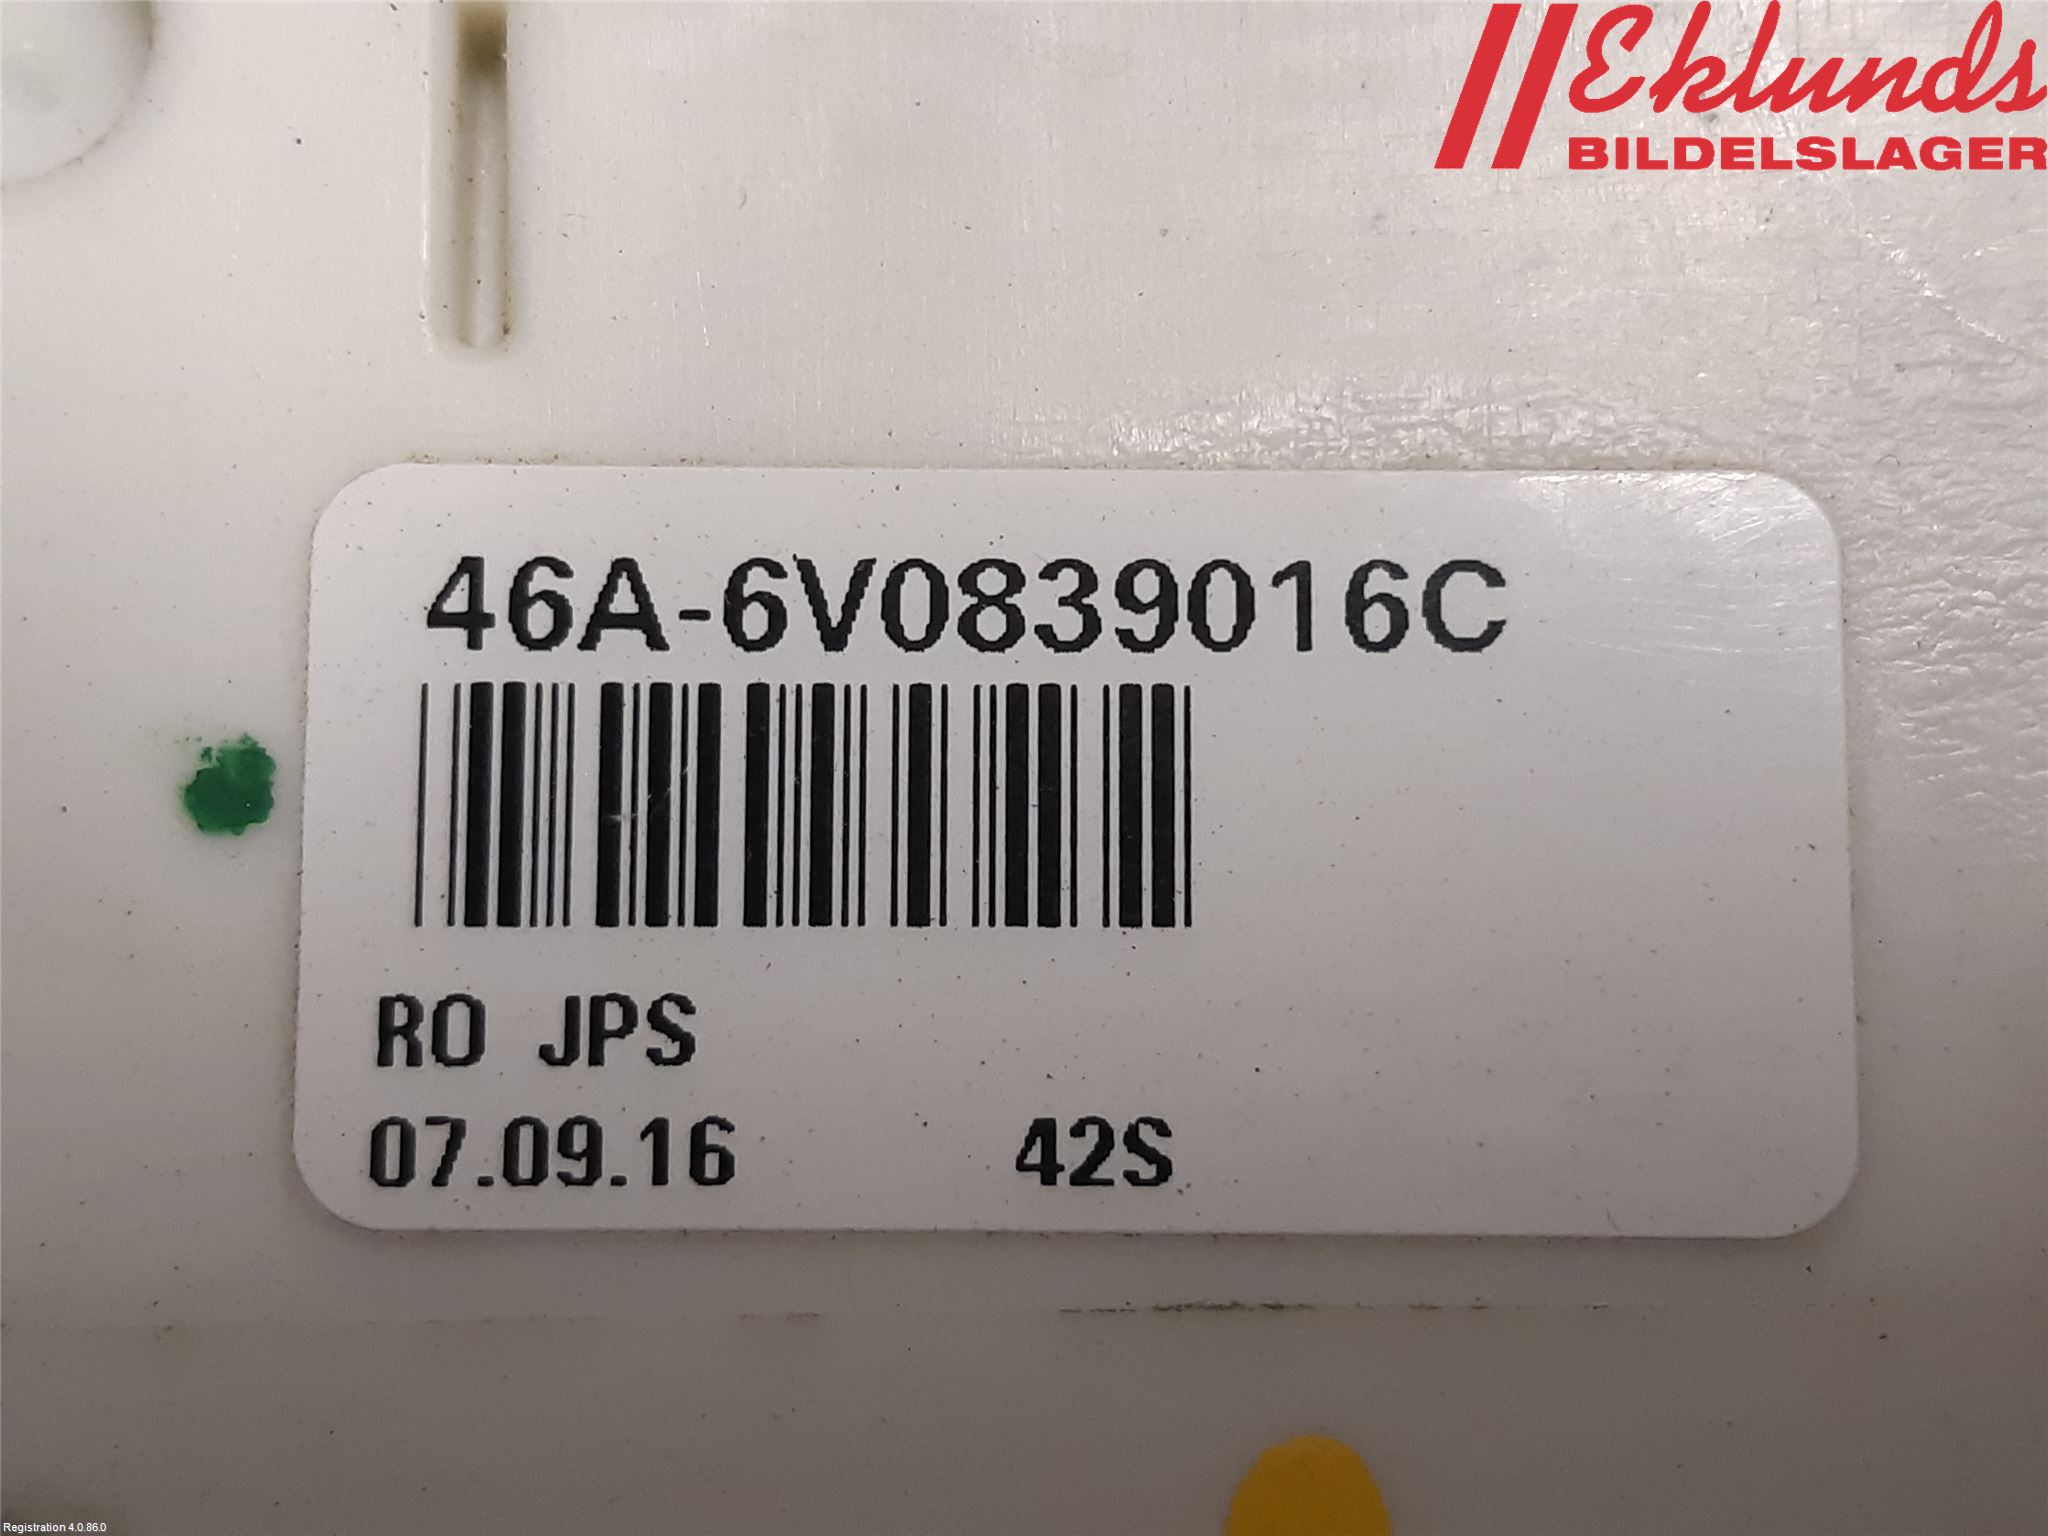 Eklunds
BILDELSLAGER
46A-6V0839016C
RO JPS
07.09.16 42S
Registration 4.0.86.0